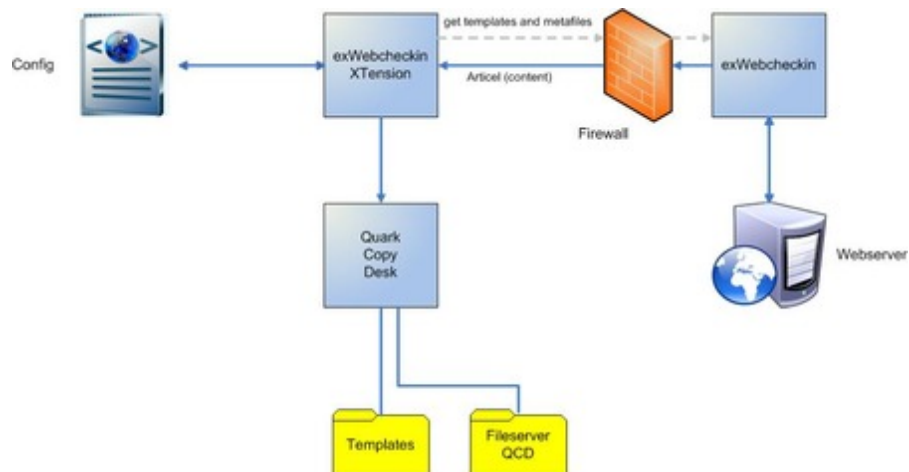 get templates and metafiles
Config
exWebcheckin
XTension
Articel (content)
exWebcheckin
Firewall
Quark
Copy
Desk
Webserver
Templates
Fileserver
QCD